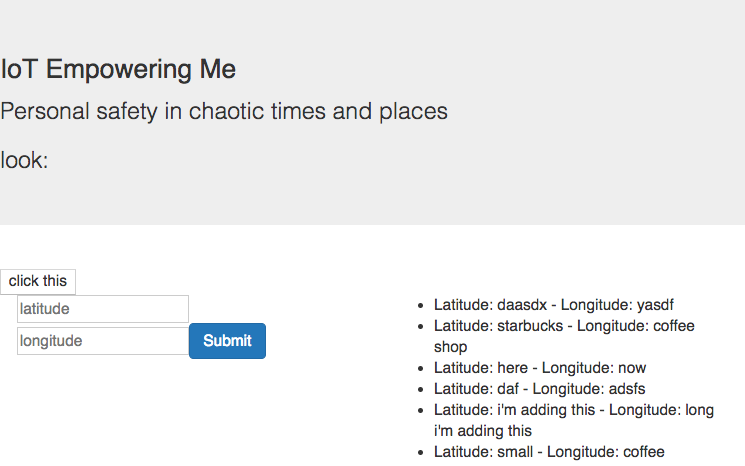 IoT Empowering Me
Personal safety in chaotic times and places
look:
click this
latitude
longitude
Submit
Latitude: daasdx - Longitude: yasdf
Latitude: starbucks - Longitude: coffee
shop
Latitude: here - Longitude: now
Latitude: daf - Longitude: adsfs
Latitude: i'm adding this - Longitude: long
i'm adding this
Latitude: small - Longitude: coffee